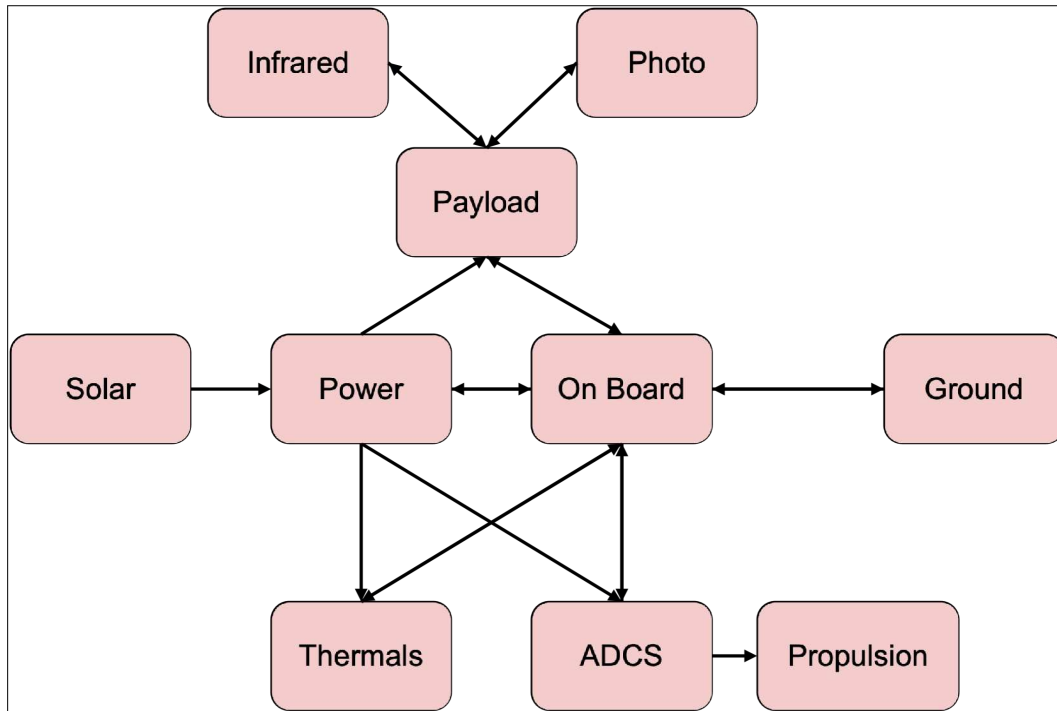 Infrared
Photo
Payload
Solar
Power
On Board
Ground
Thermals
ADCS
Propulsion